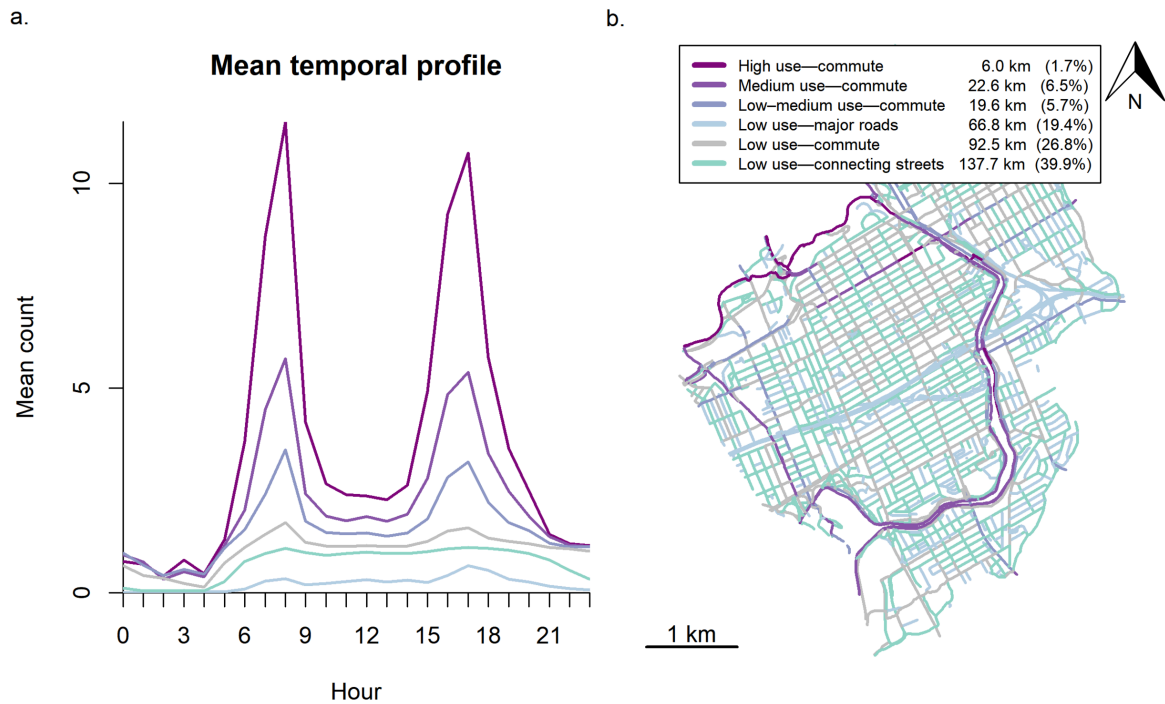 a.
Mean temporal profile
Mean count
10
5
0
0 3 6 9 12 15 18 21
Hour
b.
High use—commute 6.0 km (1.7%)
Medium use—commute 22.6 km (6.5%)
Low–medium use—commute 19.6 km (5.7%)
Low use—major roads 66.8 km (19.4%)
Low use—commute 92.5 km (26.8%)
Low use—connecting streets 137.7 km (39.9%)
N
1 km